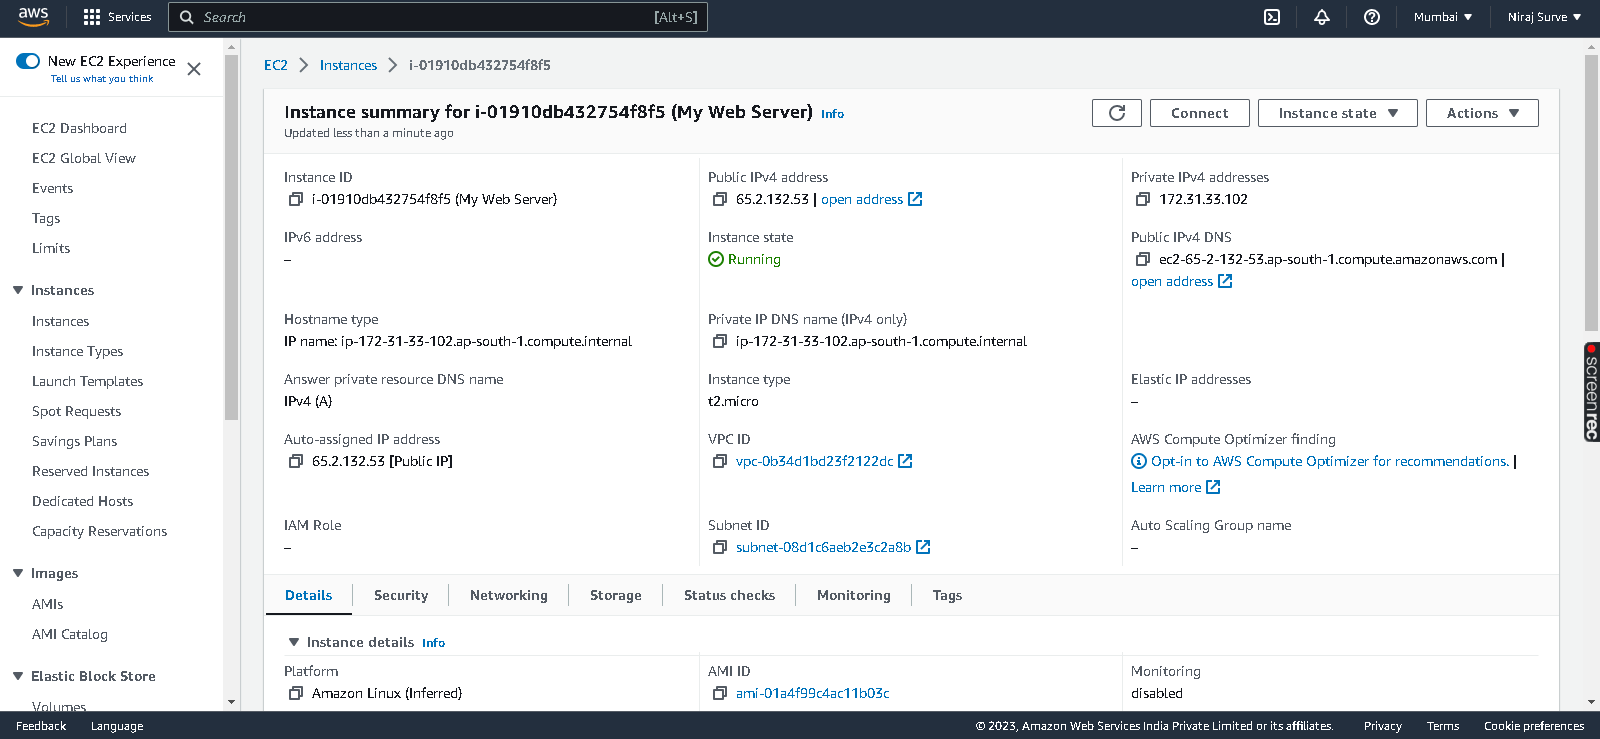 aws
Services
Search
[Alt+S]
Mumbai
Niraj Surve
New EC2 Experience
Tell us what you think
EC2 Dashboard
EC2 Global View
Events
Tags
Limits
Instances
Instances
Instance Types
Launch Templates
Spot Requests
Savings Plans
Reserved Instances
Dedicated Hosts
Capacity Reservations
Images
AMIs
AMI Catalog
Elastic Block Store
Volumes
EC2 > Instances > i-01910db432754f8f5
Instance summary for i-01910db432754f8f5 (My Web Server) Info
Updated less than a minute ago
Connect
Instance state
Actions
Instance ID
i-01910db432754f8f5 (My Web Server)
Public IPv4 address
65.2.132.53 | open address
Private IPv4 addresses
172.31.33.102
IPv6 address
–
Instance state
Running
Public IPv4 DNS
ec2-65-2-132-53.ap-south-1.compute.amazonaws.com |
open address
Hostname type
IP name: ip-172-31-33-102.ap-south-1.compute.internal
Private IP DNS name (IPv4 only)
ip-172-31-33-102.ap-south-1.compute.internal
Answer private resource DNS name
IPv4 (A)
Instance type
t2.micro
Elastic IP addresses
–
Auto-assigned IP address
65.2.132.53 [Public IP]
VPC ID
vpc-0b34d1bd23f2122dc
AWS Compute Optimizer finding
Opt-in to AWS Compute Optimizer for recommendations. |
Learn more
IAM Role
–
Subnet ID
subnet-08d1c6aeb2e3c2a8b
Auto Scaling Group name
–
Details
Security
Networking
Storage
Status checks
Monitoring
Tags
Instance details Info
Platform
Amazon Linux (Inferred)
AMI ID
ami-01a4f99c4ac11b03c
Monitoring
disabled
screenrec
Feedback
Language
© 2023, Amazon Web Services India Private Limited or its affiliates.
Privacy
Terms
Cookie preferences